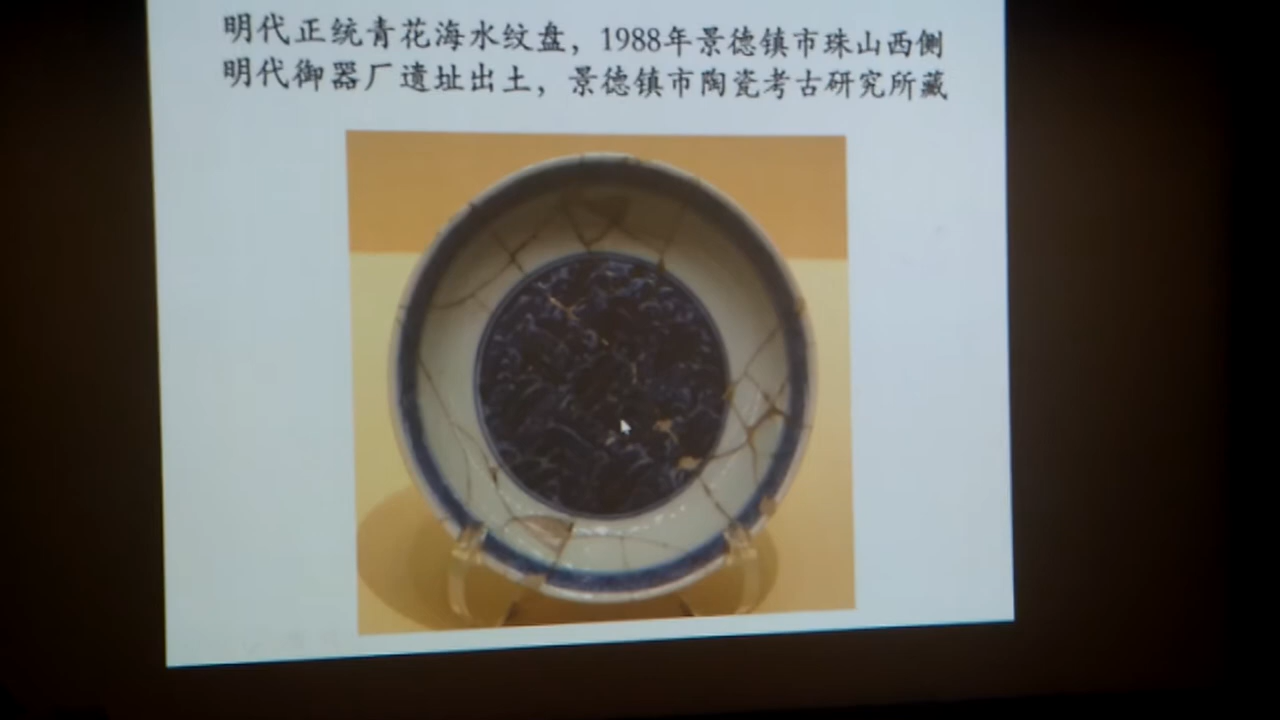 明代正统青花海水纹盘，1988年景德镇市珠山西侧
明代御器厂遗址出土，景德镇市陶瓷考古研究所藏